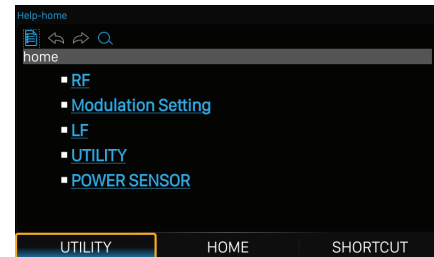 Help-home
home
RF
Modulation Setting
LF
UTILITY
POWER SENSOR
UTILITY HOME SHORTCUT